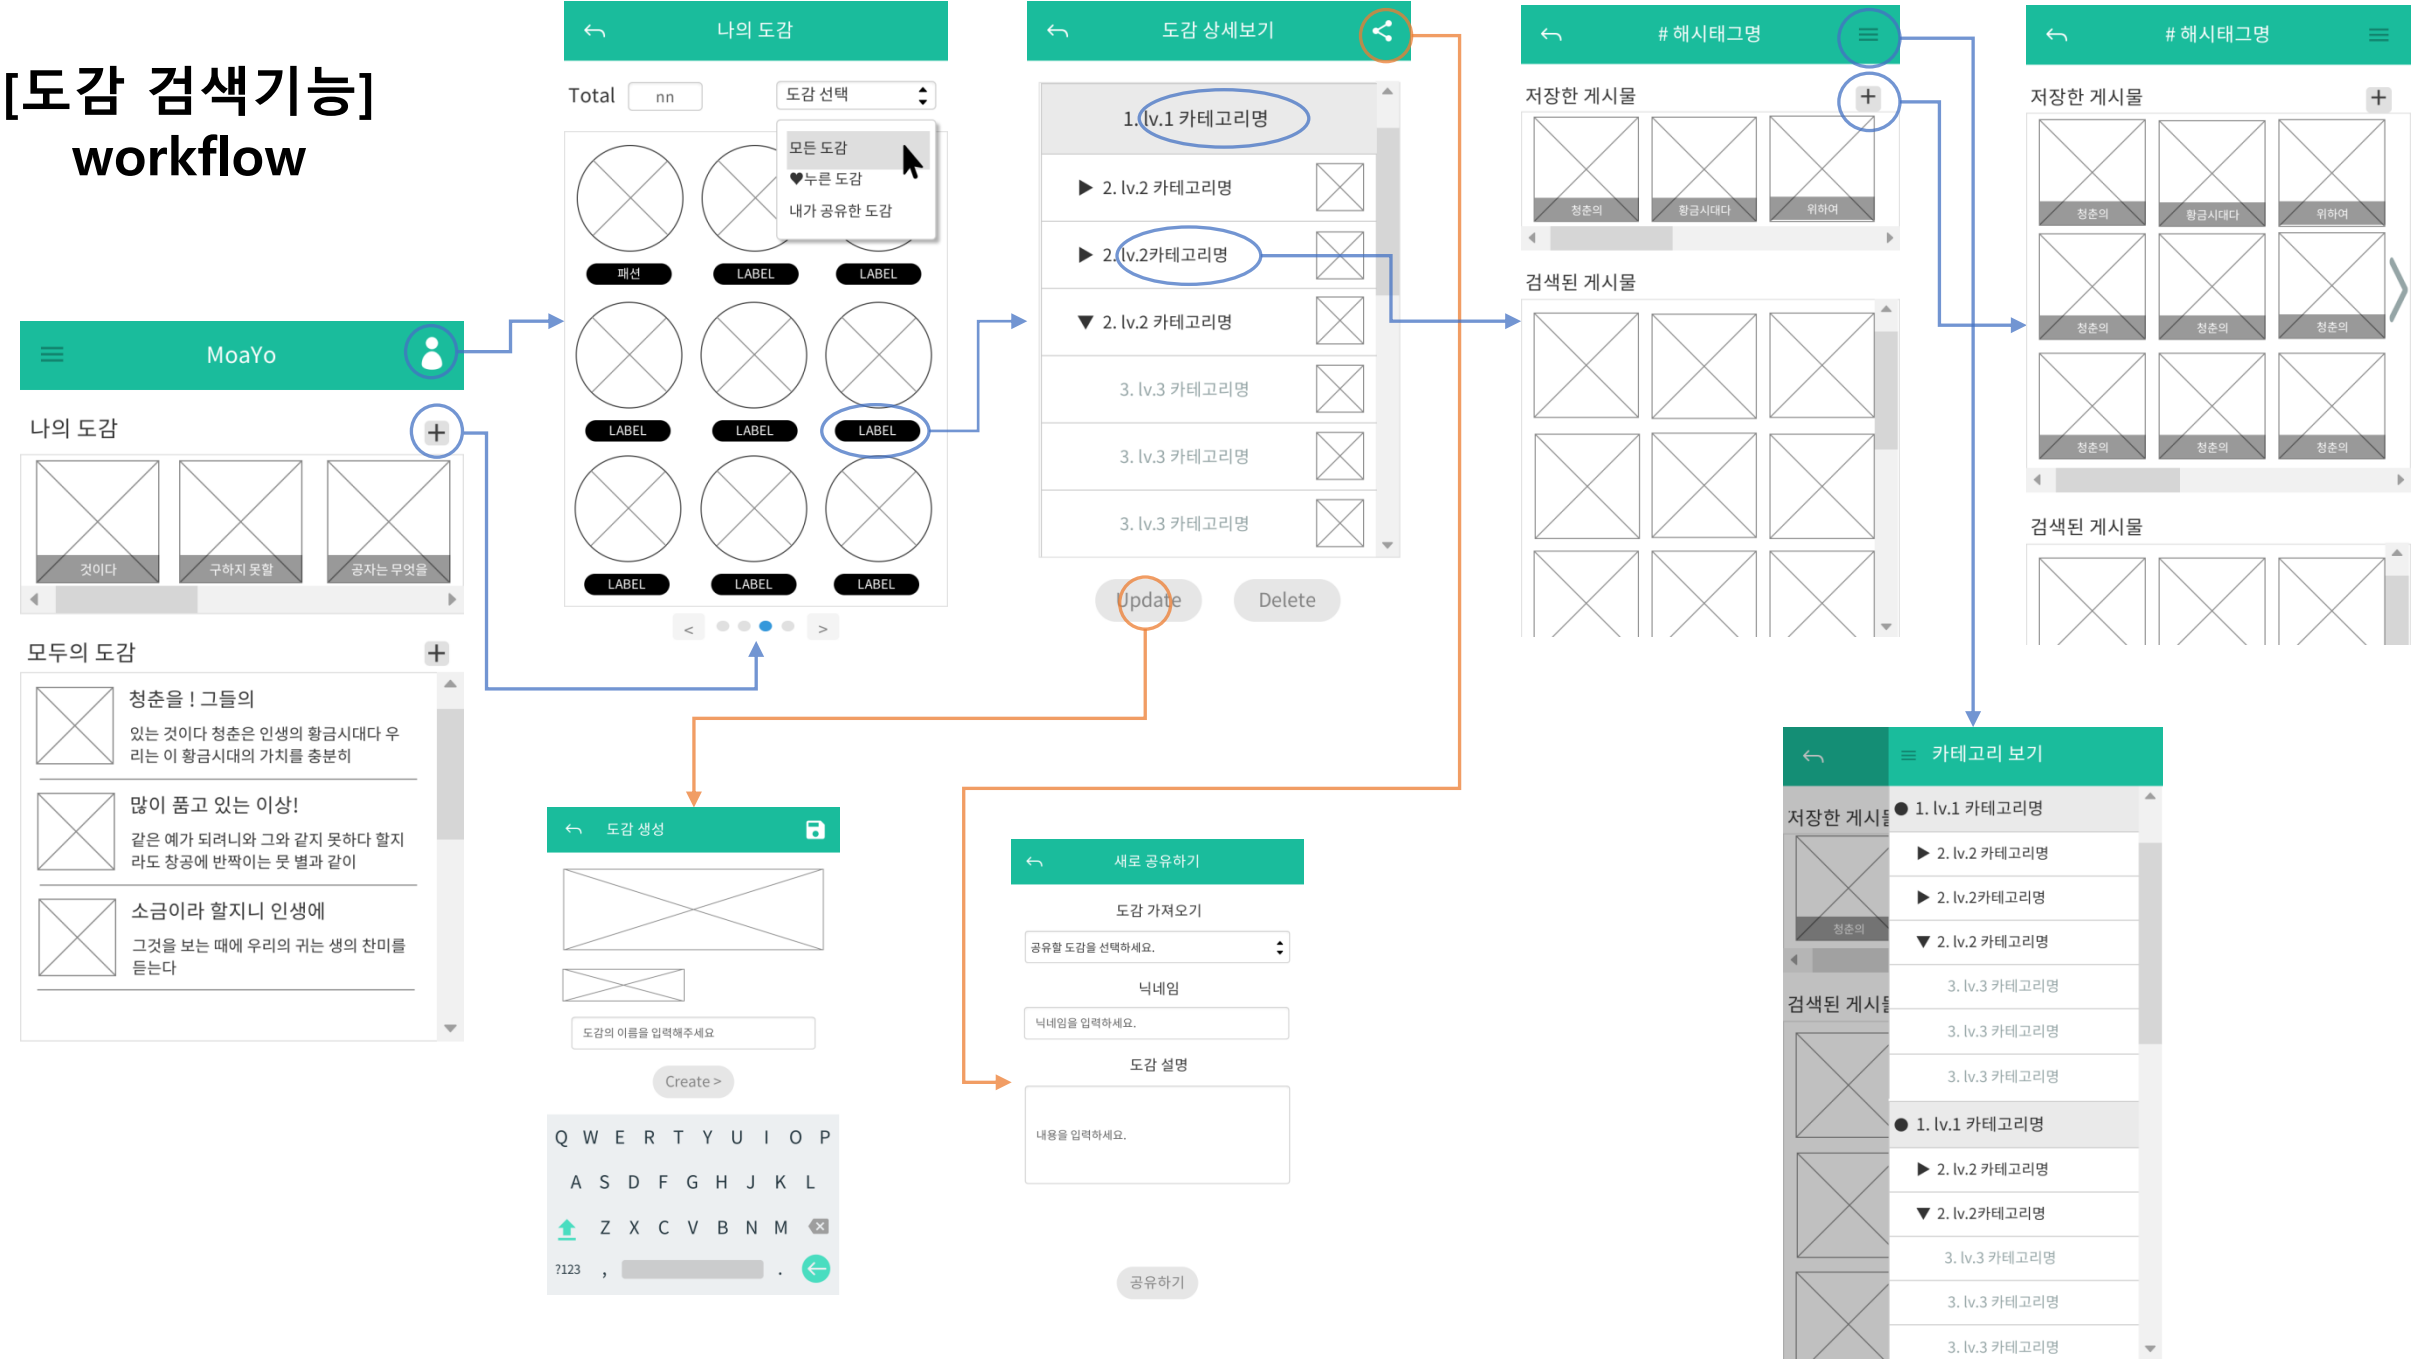 [도감 검색기능]
workflow
MoaYo
나의 도감
+
것이다
구하지 못할
공자는 무엇을
모두의 도감
+
청춘을 ! 그들의
있는 것이다 청춘은 인생의 황금시대다 우
리는 이 황금시대의 가치를 충분히
많이 품고 있는 이상!
같은 예가 되려니와 그와 같지 못하다 할지
라도 창공에 반짝이는 뭇 별과 같이
소금이라 할지니 인생에
그것을 보는 때에 우리의 귀는 생의 찬미를
듣는다
나의 도감
Total
nn
도감 선택
모든 도감
♥누른 도감
내가 공유한 도감
패션
LABEL
LABEL
LABEL
LABEL
LABEL
LABEL
LABEL
LABEL
<
>
도감 상세보기
1. lv.1 카테고리명
▶ 2. lv.2 카테고리명
▶ 2. lv.2카테고리명
▼ 2. lv.2 카테고리명
3. lv.3 카테고리명
3. lv.3 카테고리명
3. lv.3 카테고리명
Update
Delete
# 해시태그명
저장한 게시물
+
청춘의
황금시대다
위하여
검색된 게시물
# 해시태그명
저장한 게시물
+
청춘의
황금시대다
위하여
청춘의
청춘의
청춘의
청춘의
청춘의
청춘의
검색된 게시물
도감 생성
도감의 이름을 입력해주세요
Create >
Q W E R T Y U I O P
A S D F G H J K L
Z X C V B N M
?123 , .
새로 공유하기
도감 가져오기
공유할 도감을 선택하세요.
닉네임
닉네임을 입력하세요.
도감 설명
내용을 입력하세요.
공유하기
저장한 게시물
청춘의
검색된 게시물
카테고리 보기
● 1. lv.1 카테고리명
▶ 2. lv.2 카테고리명
▶ 2. lv.2카테고리명
▼ 2. lv.2 카테고리명
3. lv.3 카테고리명
3. lv.3 카테고리명
3. lv.3 카테고리명
● 1. lv.1 카테고리명
▶ 2. lv.2 카테고리명
▼ 2. lv.2카테고리명
3. lv.3 카테고리명
3. lv.3 카테고리명
3. lv.3 카테고리명